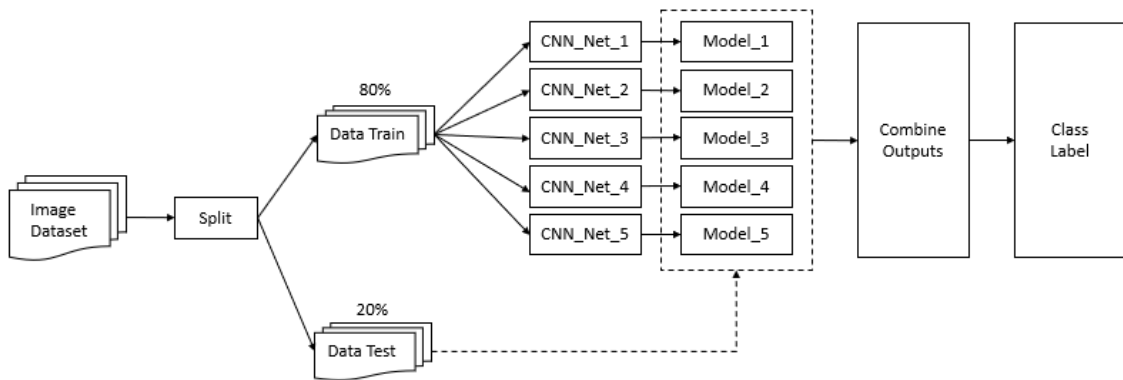 Image
Dataset
Split
80%
Data Train
20%
Data Test
CNN_Net_1
CNN_Net_2
CNN_Net_3
CNN_Net_4
CNN_Net_5
Model_1
Model_2
Model_3
Model_4
Model_5
Combine
Outputs
Class
Label